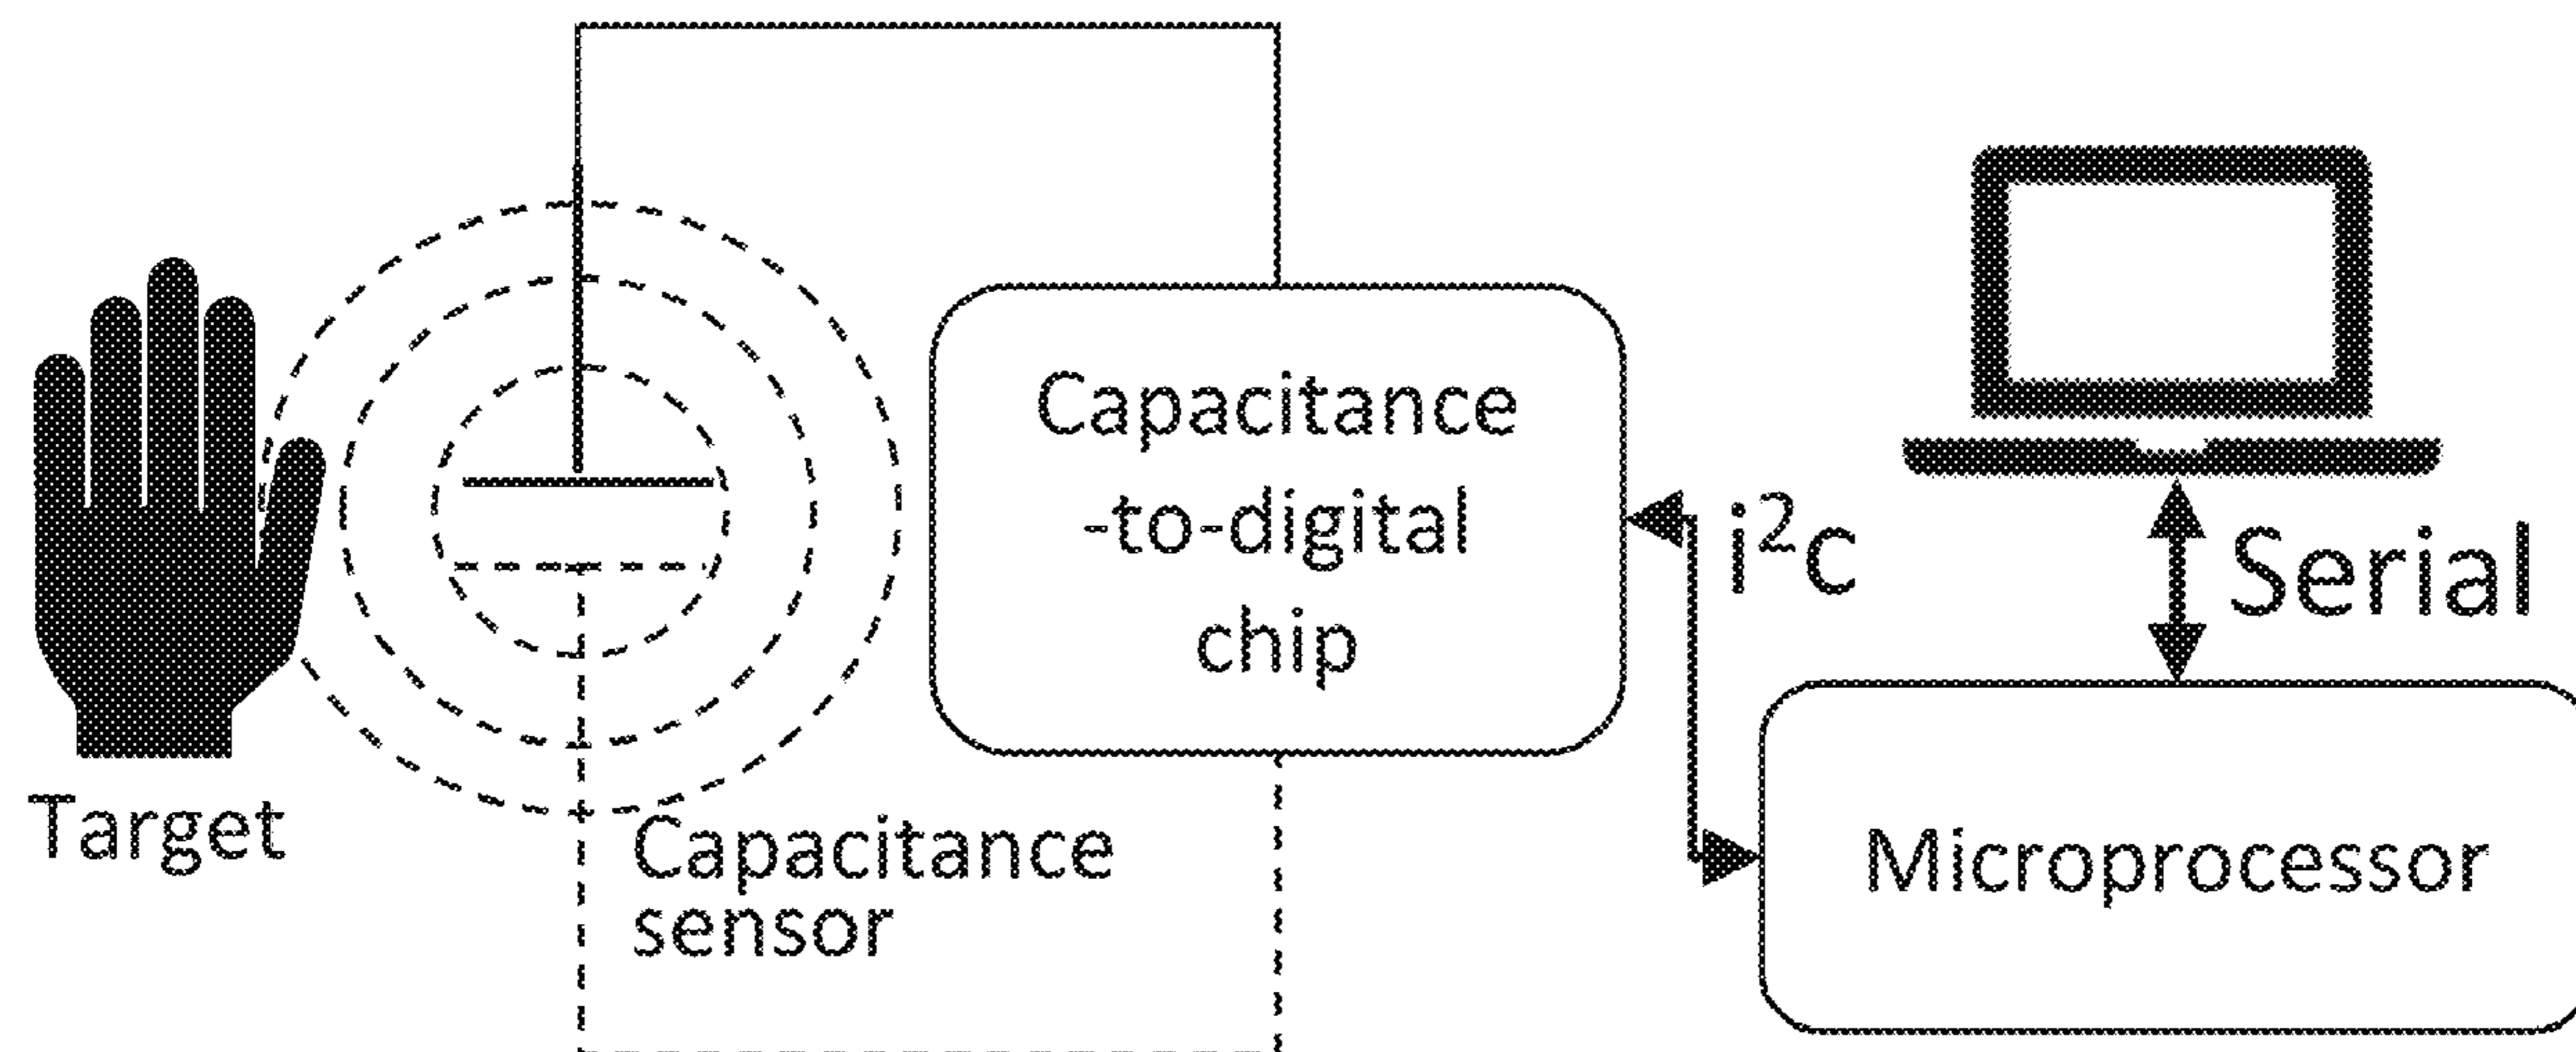 Capacitance
-to-digital
chip
i²c
Serial
Target
Capacitance
sensor
Microprocessor